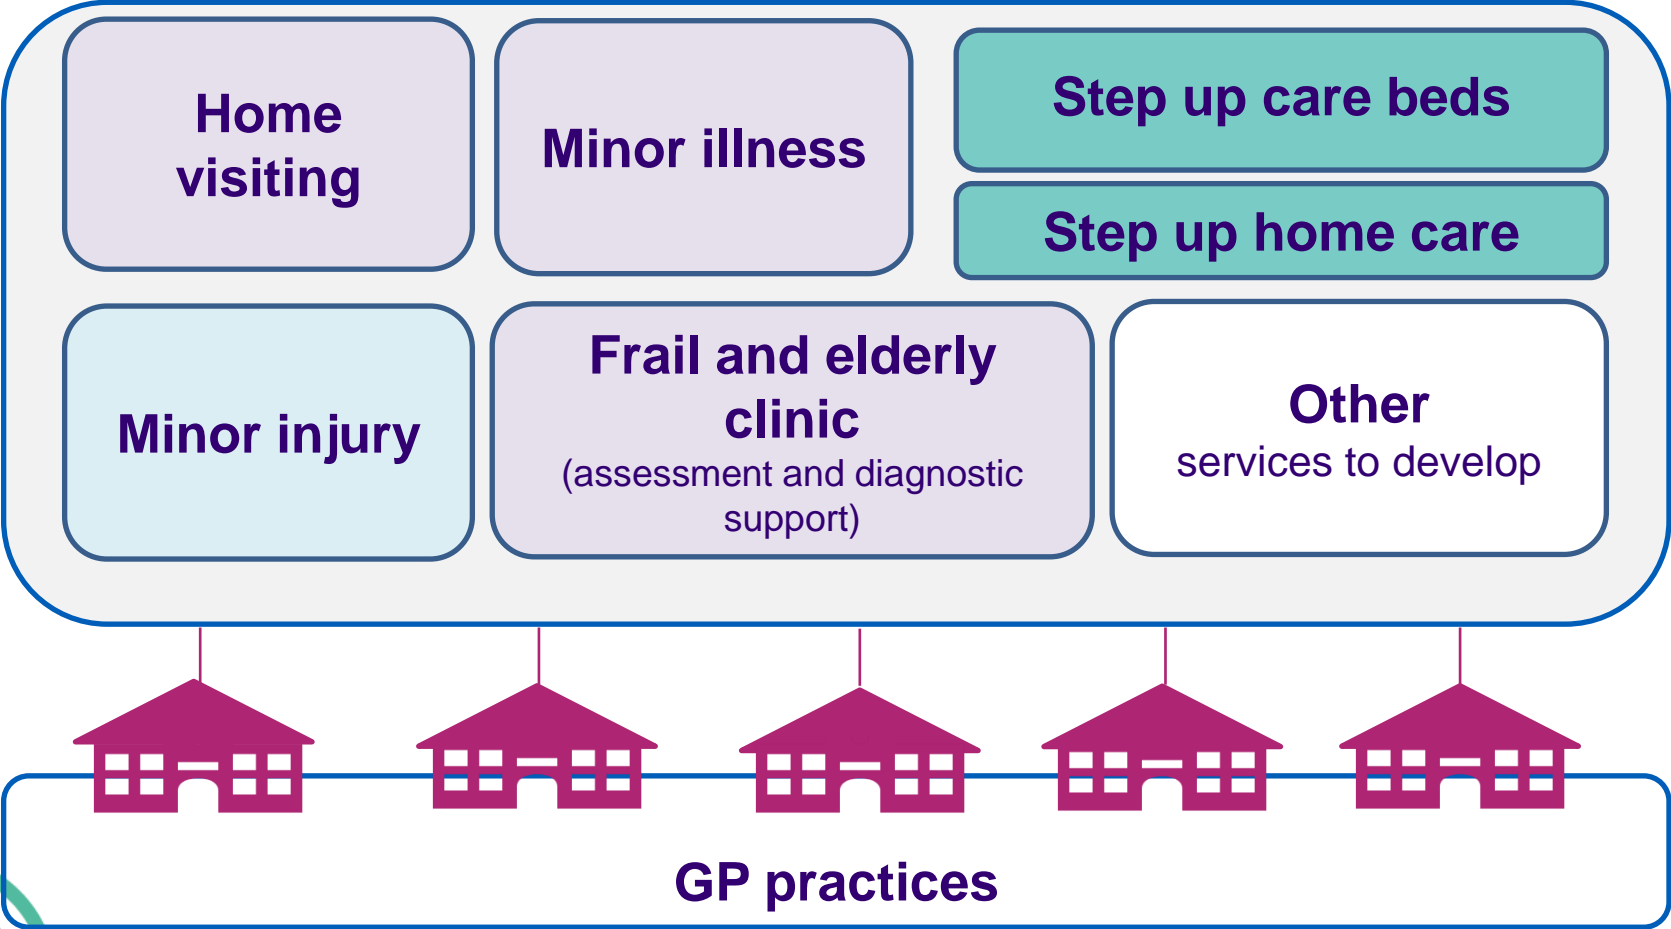 Home
visiting
Minor illness
Step up care beds
Step up home care
Minor injury
Frail and elderly
clinic
(assessment and diagnostic
support)
Other
services to develop
GP practices